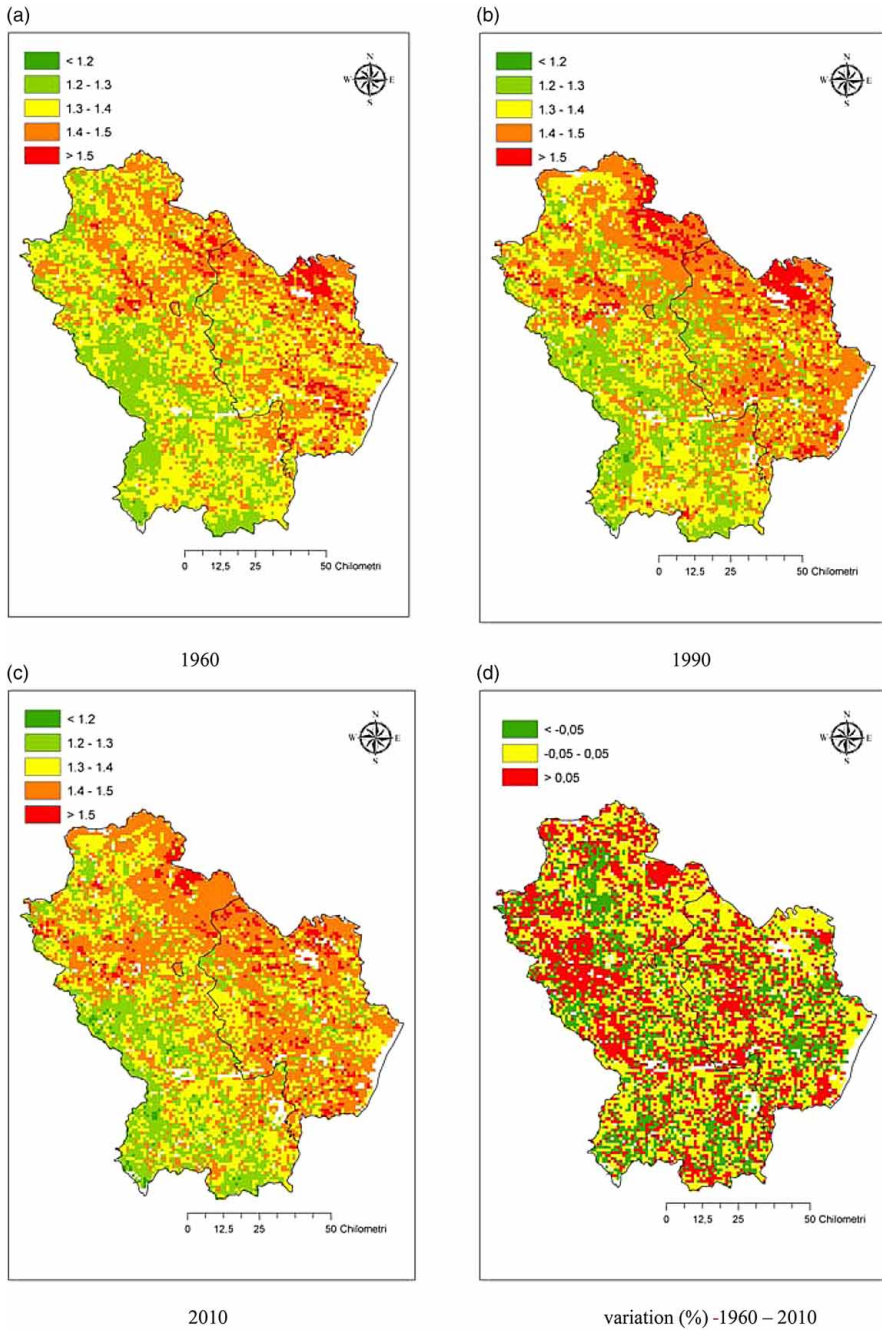 (a)
< 1.2
1.2 - 1.3
1.3 - 1.4
1.4 - 1.5
> 1.5
N
W E
S
0 12,5 25 50 Chilometri
1960
(b)
< 1.2
1.2 - 1.3
1.3 - 1.4
1.4 - 1.5
> 1.5
N
W E
S
0 12,5 25 50 Chilometri
1990
(c)
< 1.2
1.2 - 1.3
1.3 - 1.4
1.4 - 1.5
> 1.5
N
W E
S
0 12,5 25 50 Chilometri
2010
(d)
< -0,05
-0,05 - 0,05
> 0,05
N
W E
S
0 12,5 25 50 Chilometri
variation (%) -1960 – 2010